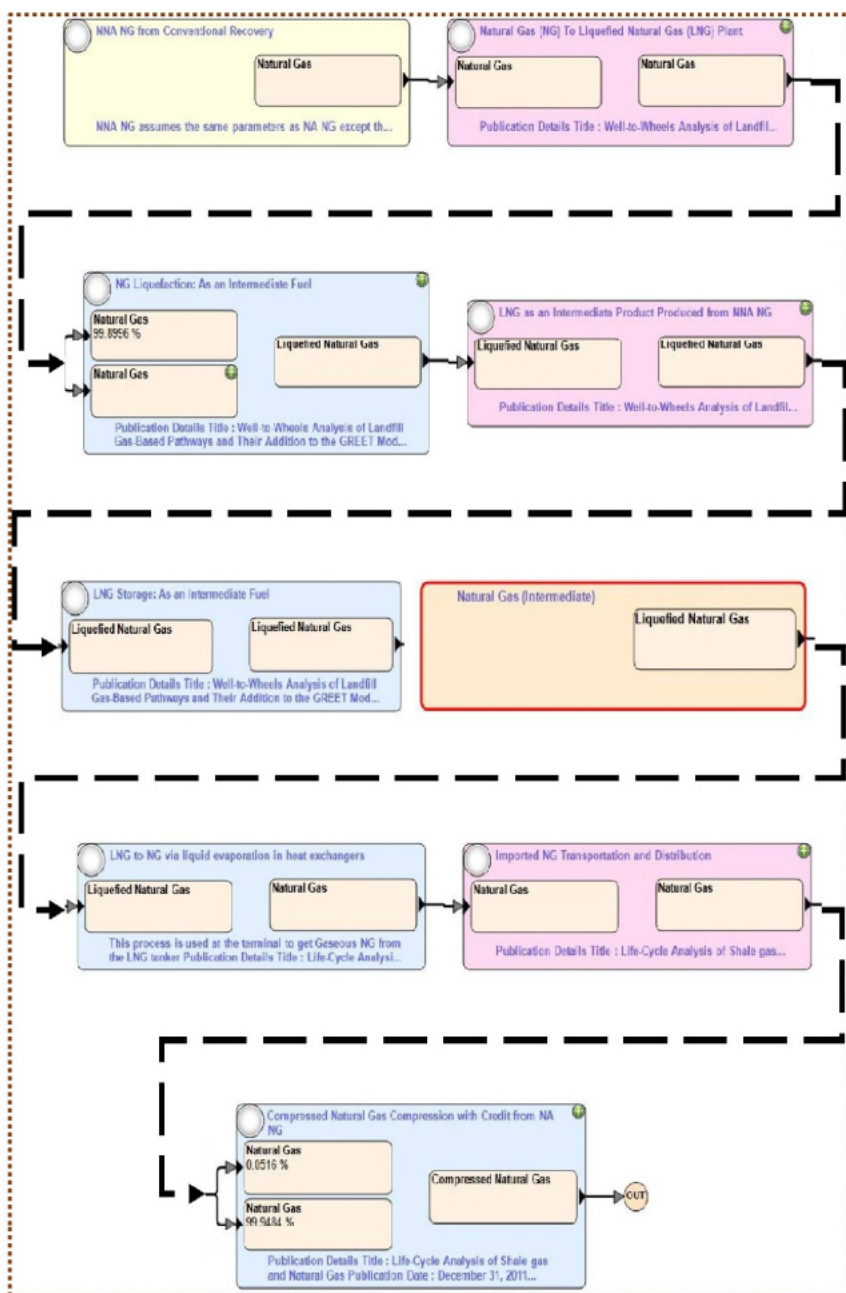 NNA NG from Conventional Recovery
Natural Gas
NNA NG assumes the same parameters as NA NG except th...
Natural Gas (NG) To Liquefied Natural Gas (LNG) Plant
Natural Gas
Natural Gas
Publication Details Title : Well-to-Wheels Analysis of Landfil...
NG Liquefaction: As an Intermediate Fuel
Natural Gas
99.8996 %
Natural Gas
Liquefied Natural Gas
Publication Details Title : Well-to-Wheels Analysis of Landfill
Gas-Based Pathways and Their Addition to the GREET Mod...
LNG as an Intermediate Product Produced from NNA NG
Liquefied Natural Gas
Liquefied Natural Gas
Publication Details Title : Well-to-Wheels Analysis of Landfil...
LNG Storage: As an Intermediate Fuel
Liquefied Natural Gas
Liquefied Natural Gas
Publication Details Title : Well-to-Wheels Analysis of Landfill
Gas-Based Pathways and Their Addition to the GREET Mod...
Natural Gas (Intermediate)
Liquefied Natural Gas
LNG to NG via liquid evaporation in heat exchangers
Liquefied Natural Gas
Natural Gas
This process is used at the terminal to get Gaseous NG from
the LNG tanker Publication Details Title : Life-Cycle Analysi...
Imported NG Transportation and Distribution
Natural Gas
Natural Gas
Publication Details Title : Life-Cycle Analysis of Shale gas...
Compressed Natural Gas Compression with Credit from NA
NG
Natural Gas
0.0516 %
Natural Gas
99.9484 %
Compressed Natural Gas
OUT
Publication Details Title : Life-Cycle Analysis of Shale gas
and Natural Gas Publication Date : December 31, 2011...